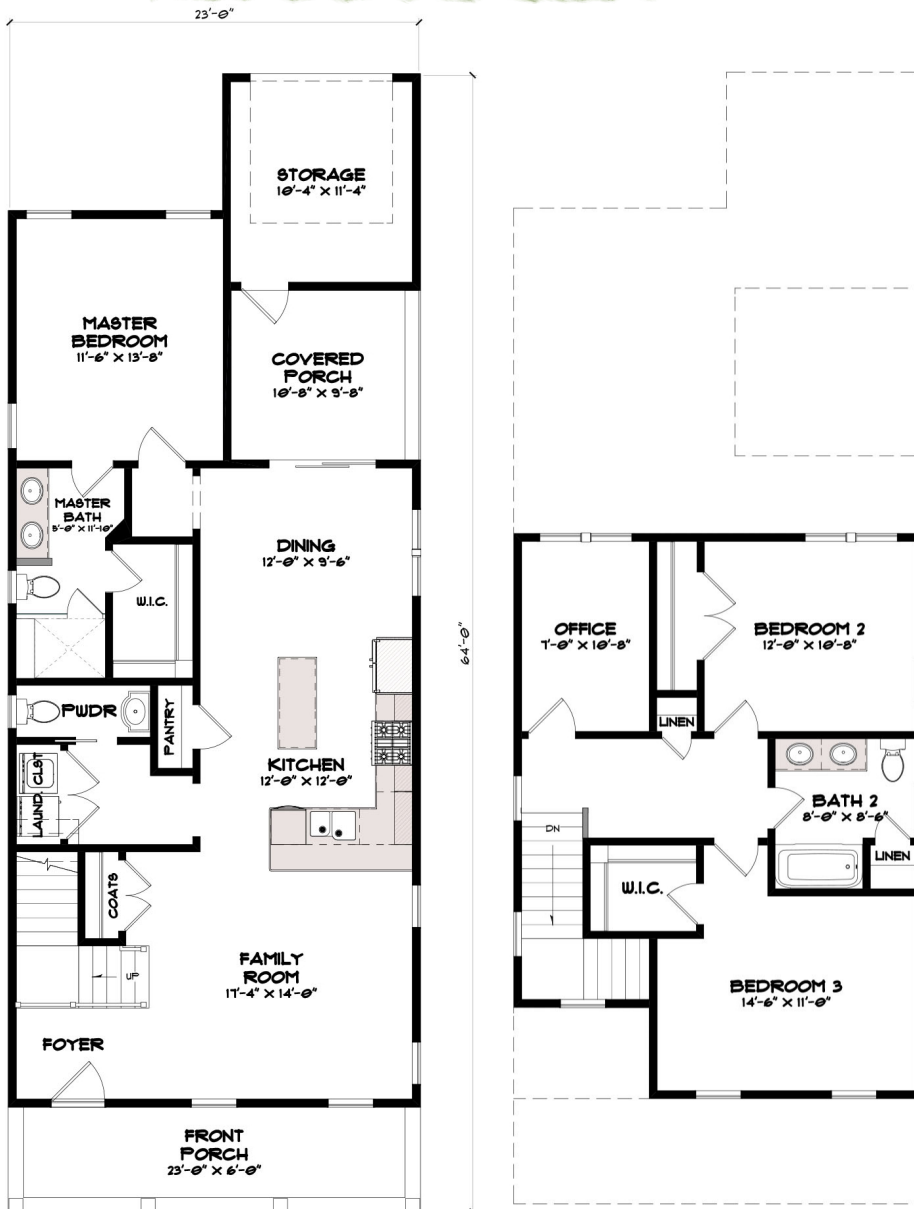 23'-0"
STORAGE
10'-4" X 11'-4"
MASTER
BEDROOM
11'-6" X 13'-8"
COVERED
PORCH
10'-8" X 9'-8"
MASTER
BATH
5'-0" X 11'-10"
DINING
12'-0" X 9'-6"
W.I.C.
64'-0"
PWDR
PANTRY
KITCHEN
12'-0" X 12'-0"
LAUND. CLST
COATS
UP
FAMILY
ROOM
17'-4" X 14'-0"
FOYER
FRONT
PORCH
23'-0" X 6'-0"
OFFICE
7'-0" X 10'-8"
BEDROOM 2
12'-0" X 10'-8"
LINEN
BATH 2
8'-0" X 8'-6"
DN
LINEN
W.I.C.
BEDROOM 3
14'-6" X 11'-0"